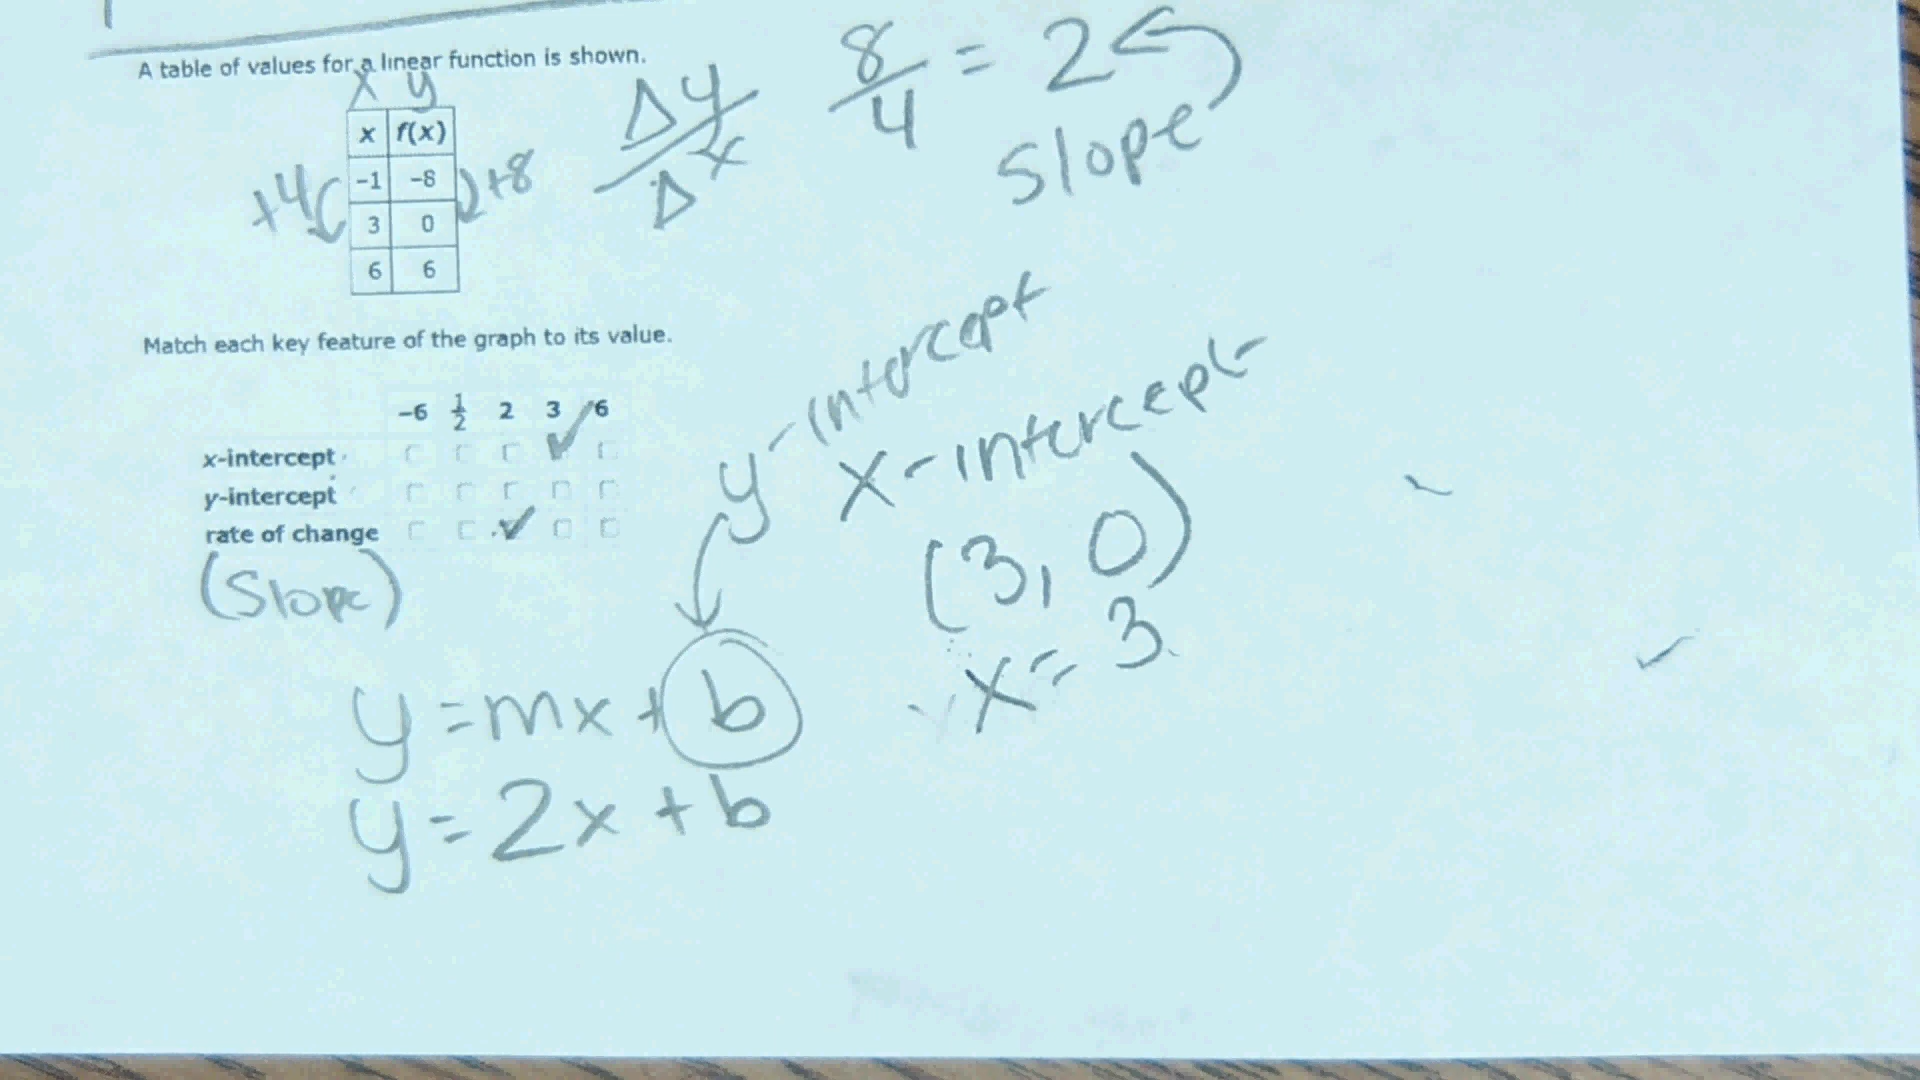 A table of values for a linear function is shown.
x y
x f(x)
-1 -8
3 0
6 6
+4
+8
Δy
Δx
8
4
= 2
Slope
Match each key feature of the graph to its value.
-6 1/2 2 3 6
x-intercept
y-intercept
rate of change
(Slope)
y-intercept
x-intercept
(3, 0)
x = 3
y = mx + b
y = 2x + b